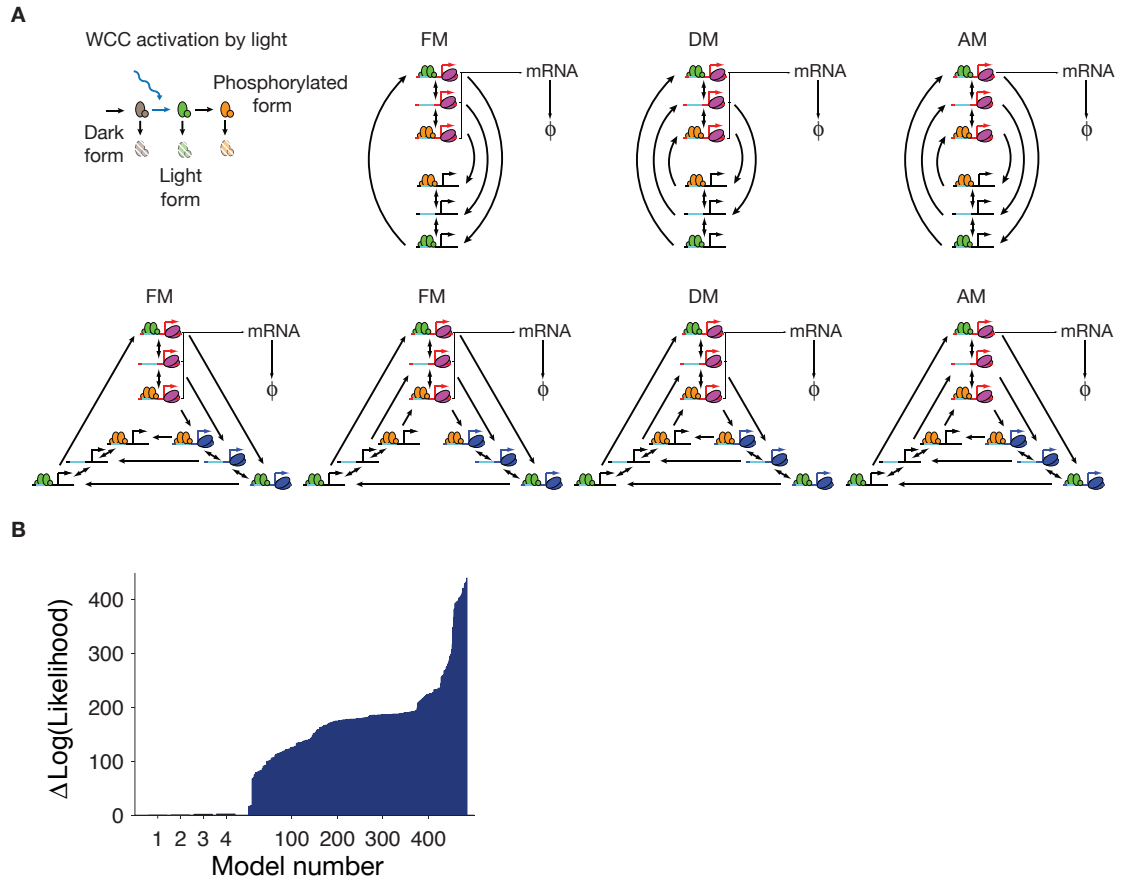 A
WCC activation by light
Phosphorylated
form
Dark
form
Light
form
FM
mRNA
ϕ
DM
mRNA
ϕ
AM
mRNA
ϕ
FM
mRNA
ϕ
FM
mRNA
ϕ
DM
mRNA
ϕ
AM
mRNA
ϕ
B
Δ Log(Likelihood)
400
300
200
100
0
1 2 3 4 100 200 300 400
Model number